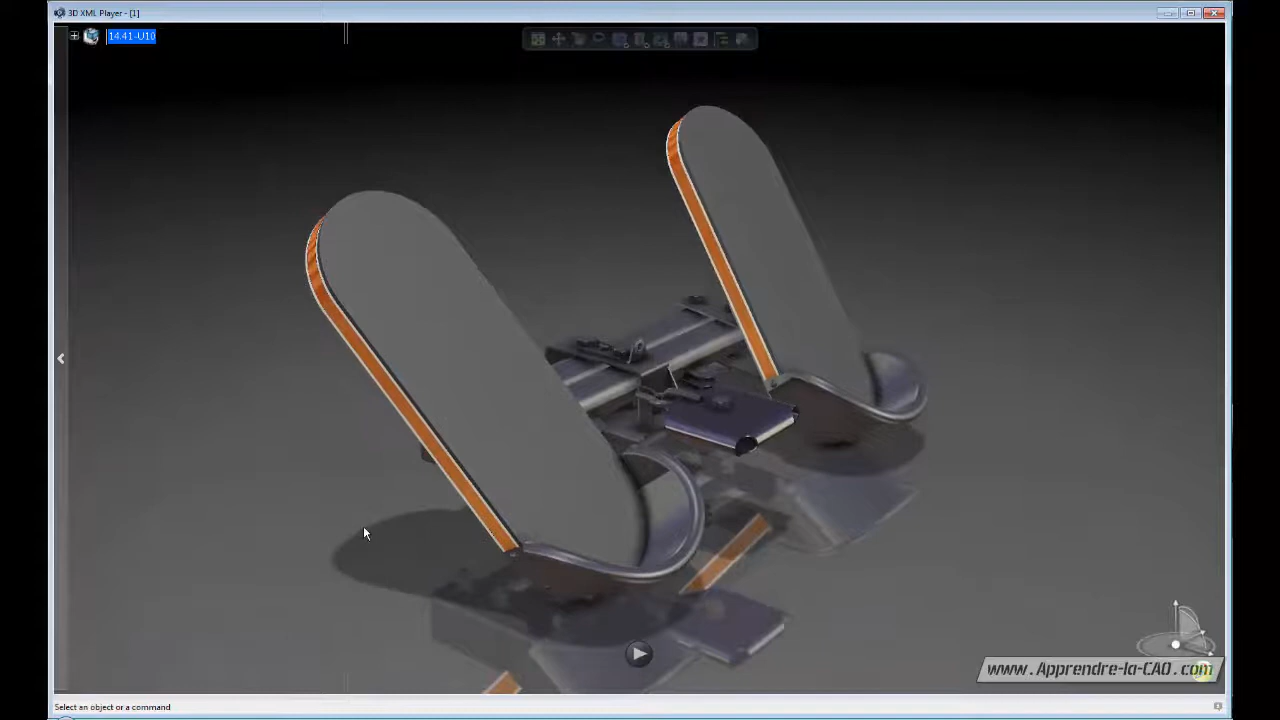 3D XML Player - [1]
14.41-U10
www.Apprendre-la-CAO.com
Select an object or a command